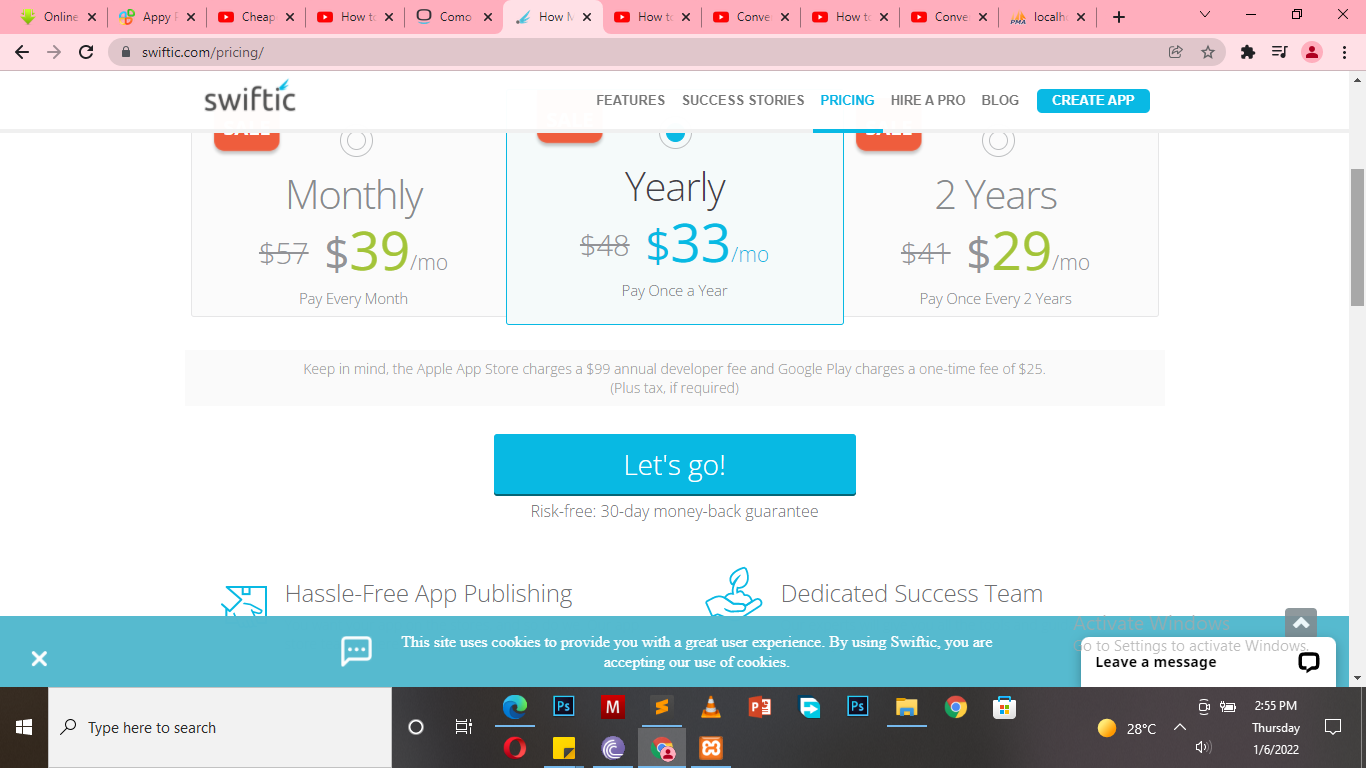 Online
Appy
Cheap
How to
Como
How
How to
Conve
How to
Conve
localh
swiftic.com/pricing/
swiftic
FEATURES SUCCESS STORIES PRICING HIRE A PRO BLOG CREATE APP
Monthly
$57 $39/mo
Pay Every Month
Yearly
$48 $33/mo
Pay Once a Year
2 Years
$41 $29/mo
Pay Once Every 2 Years
Keep in mind, the Apple App Store charges a $99 annual developer fee and Google Play charges a one-time fee of $25.
(Plus tax, if required)
Let's go!
Risk-free: 30-day money-back guarantee
Hassle-Free App Publishing
Dedicated Success Team
This site uses cookies to provide you with a great user experience. By using Swiftic, you are
accepting our use of cookies.
Activate Windows
Go to Settings to activate Windows.
Leave a message
Type here to search
Ps
M
Ps
28°C
2:55 PM
Thursday
1/6/2022